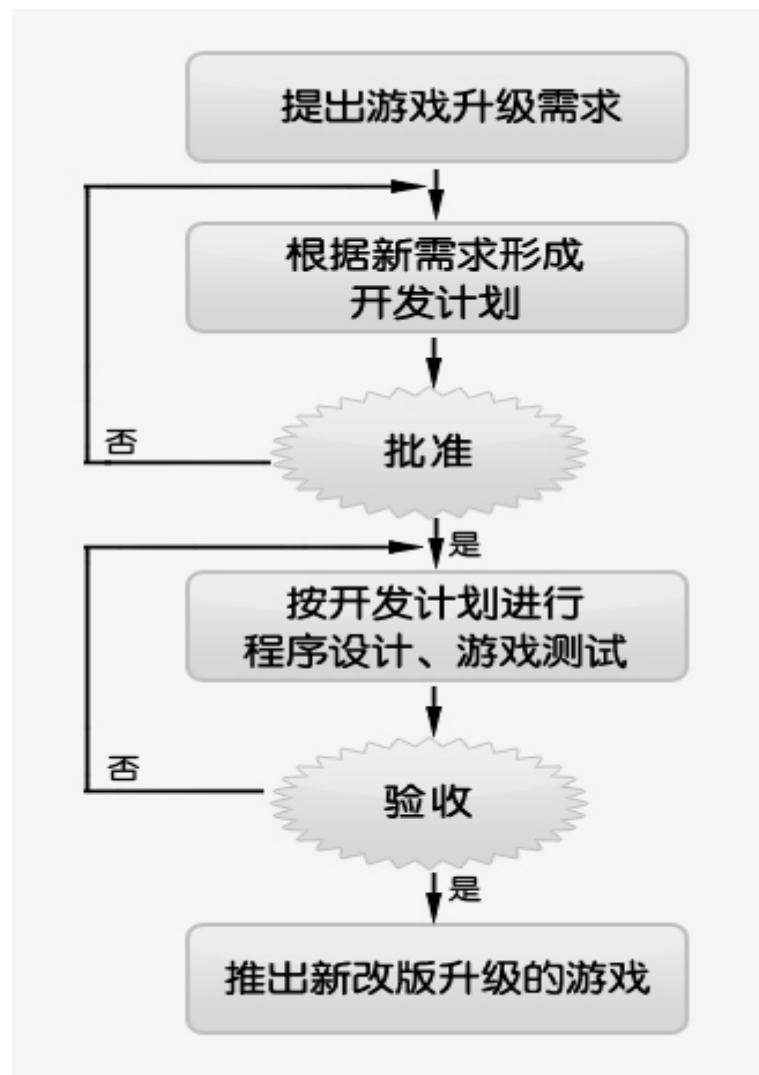 提出游戏升级需求
根据新需求形成
开发计划
否
批准
是
按开发计划进行
程序设计、游戏测试
否
验收
是
推出新改版升级的游戏